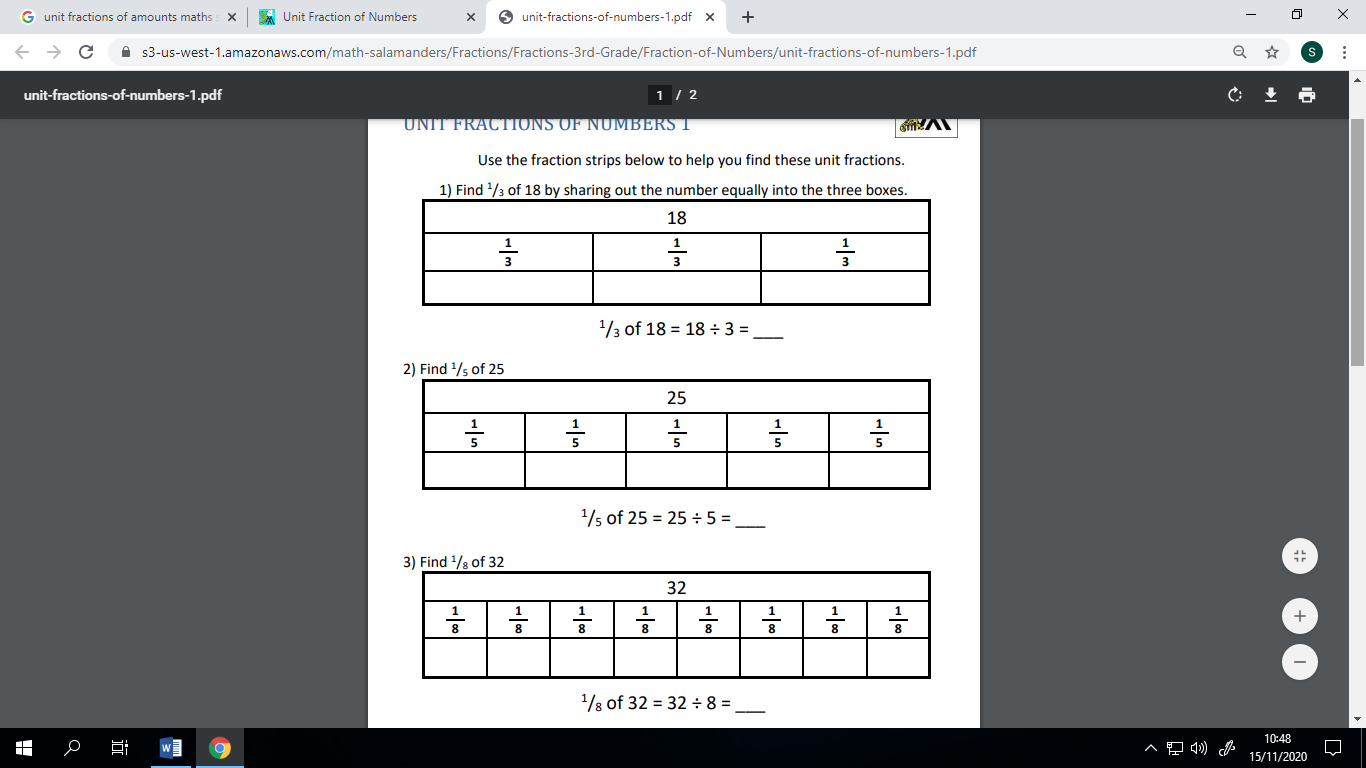 unit fractions of amounts maths
Unit Fraction of Numbers
unit-fractions-of-numbers-1.pdf
s3-us-west-1.amazonaws.com/math-salamanders/Fractions/Fractions-3rd-Grade/Fraction-of-Numbers/unit-fractions-of-numbers-1.pdf
S
unit-fractions-of-numbers-1.pdf
1 / 2
UNIT FRACTIONS OF NUMBERS 1
Use the fraction strips below to help you find these unit fractions.
1) Find 1/3 of 18 by sharing out the number equally into the three boxes.
18
1/3 1/3 1/3
1/3 of 18 = 18 ÷ 3 = ___
2) Find 1/5 of 25
25
1/5 1/5 1/5 1/5 1/5
1/5 of 25 = 25 ÷ 5 = ___
3) Find 1/8 of 32
32
1/8 1/8 1/8 1/8 1/8 1/8 1/8 1/8
1/8 of 32 = 32 ÷ 8 = ___
10:48
15/11/2020